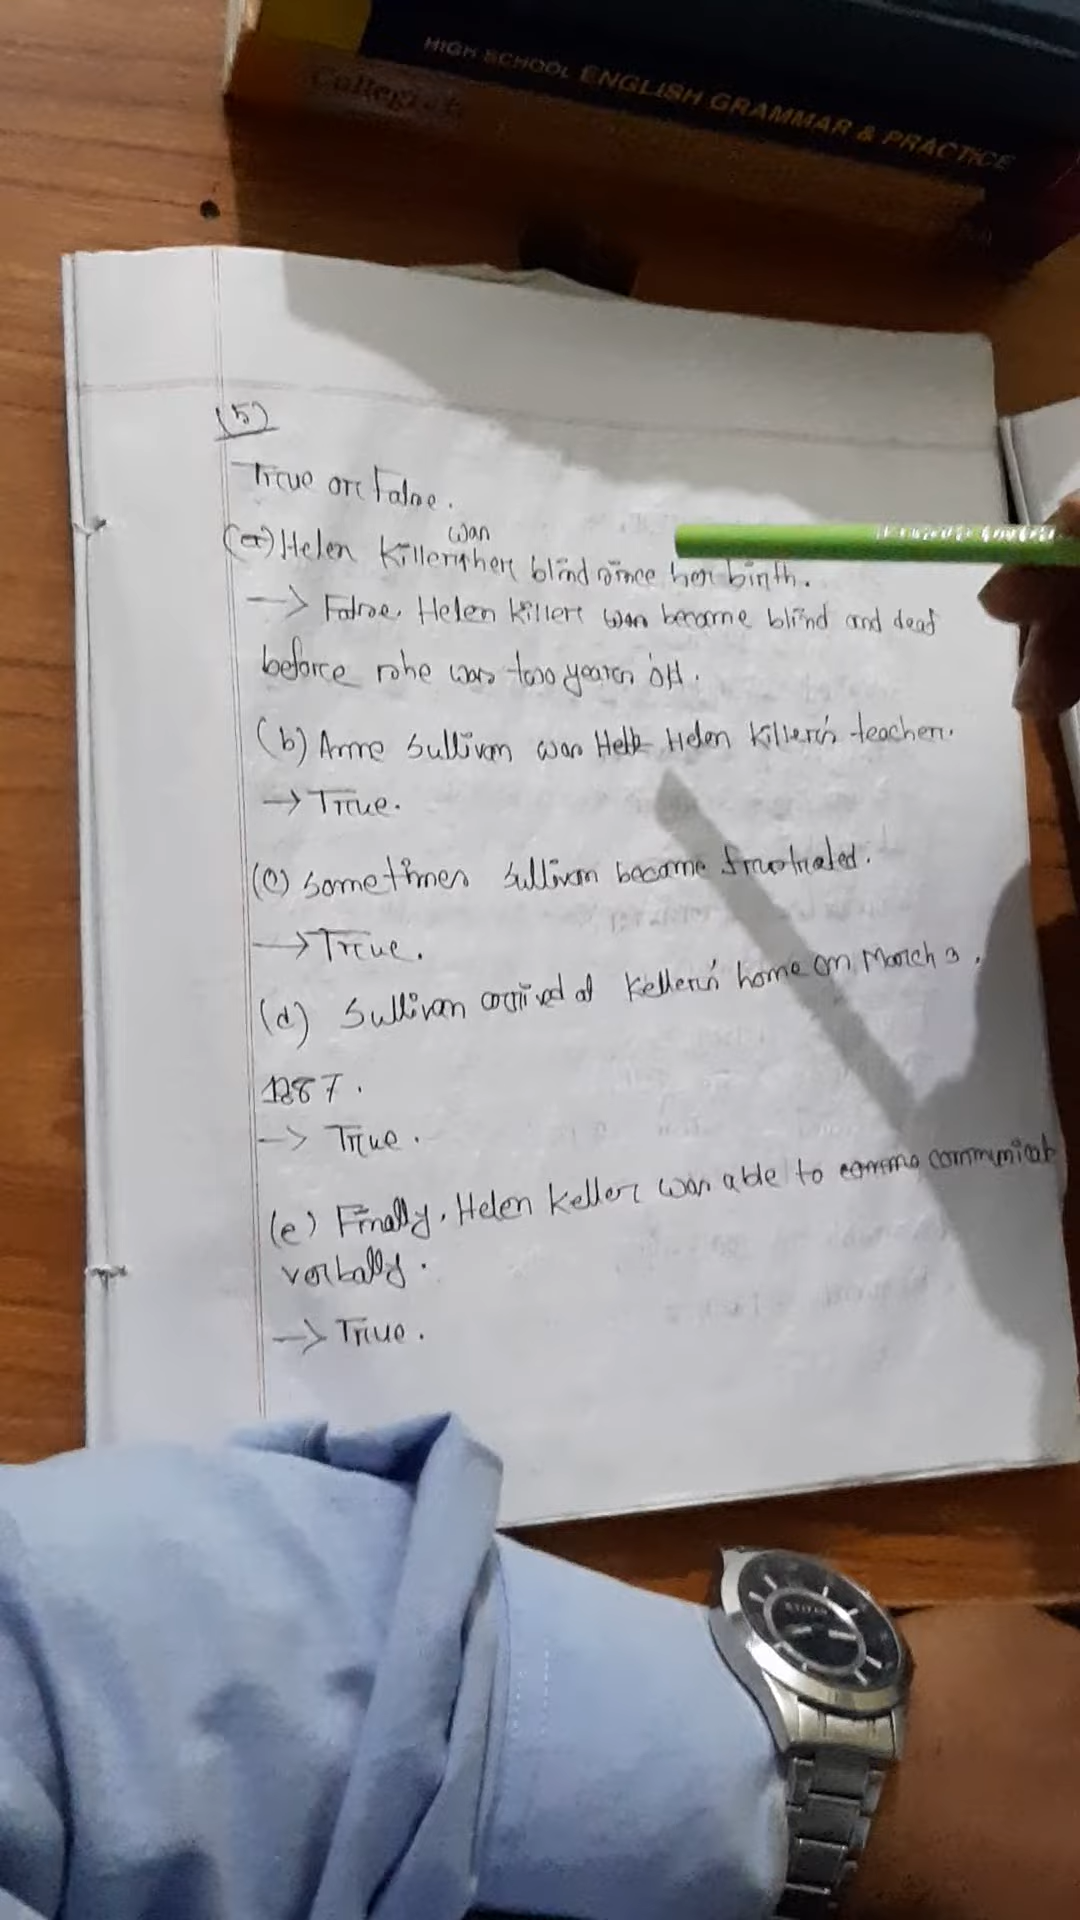 HIGH SCHOOL ENGLISH GRAMMAR & PRACTICE
(5)
True or False.
(a) Helen Killer was blind since her birth.
→ False, Helen Killer was became blind and deaf
before she was two years old.
(b) Anne Sullivan was Helen Killer's teacher.
→ True.
(c) Sometimes Sullivan became frustrated.
→ True.
(d) Sullivan arrived at Keller's home on March 3,
1887.
→ True.
(e) Finally, Helen Keller was able to communicat
verbally.
→ True.